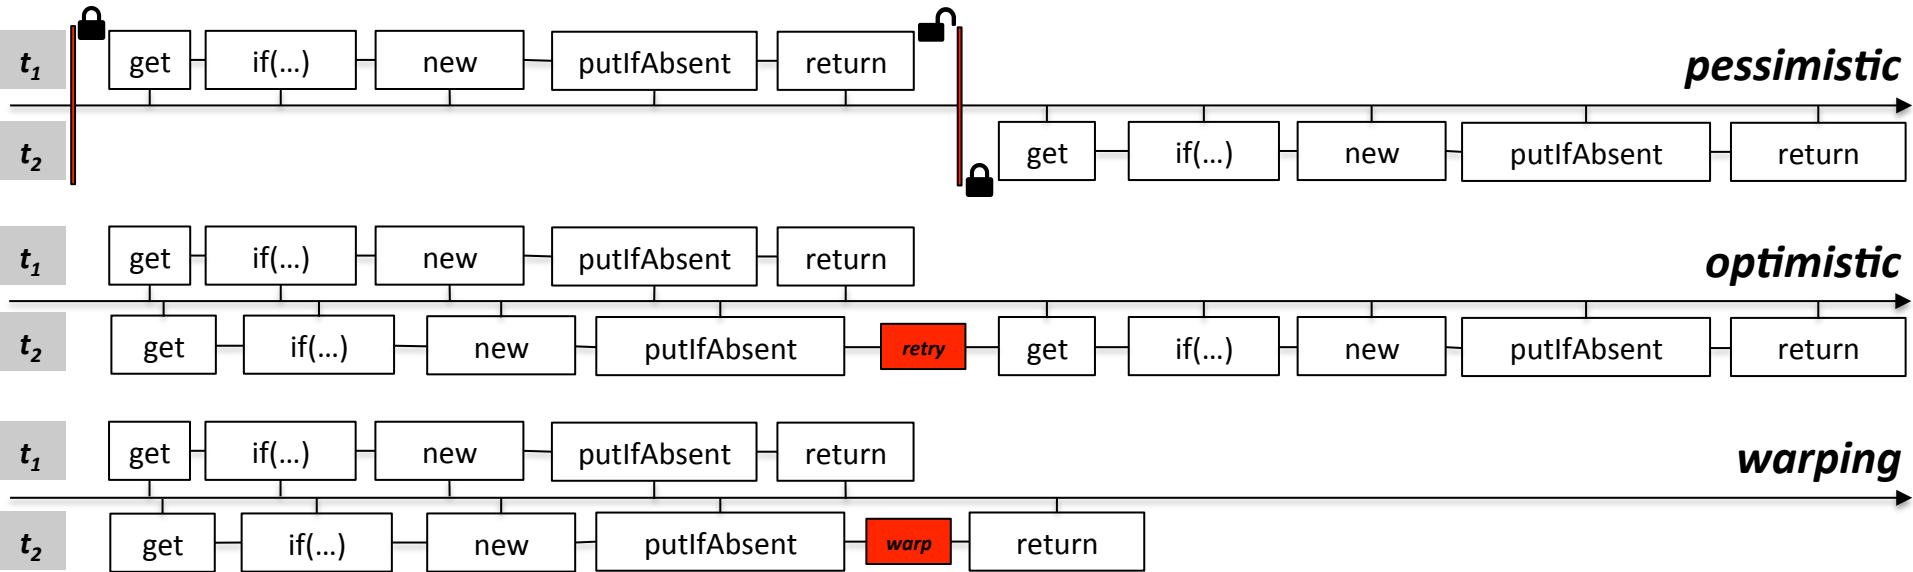 t1 get if(...) new putIfAbsent return pessimistic
t2 get if(...) new putIfAbsent return
t1 get if(...) new putIfAbsent return optimistic
t2 get if(...) new putIfAbsent retry get if(...) new putIfAbsent return
t1 get if(...) new putIfAbsent return warping
t2 get if(...) new putIfAbsent warp return